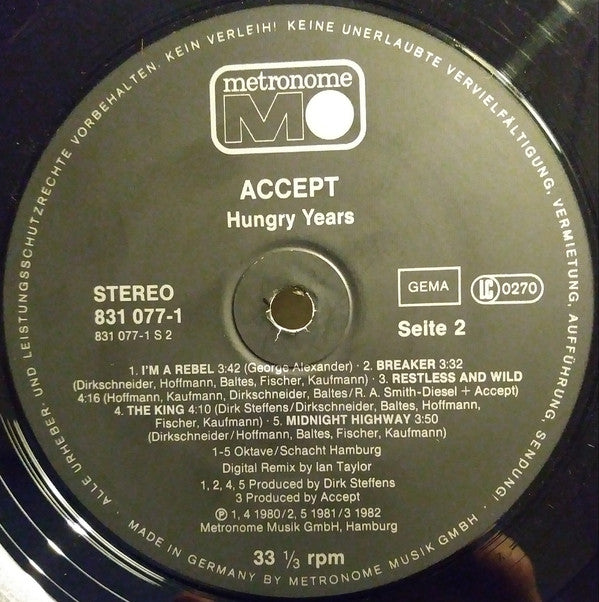 ALLE URHEBER- UND LEISTUNGSSCHUTZRECHTE VORBEHALTEN. KEIN VERLEIH! KEINE UNERLAUBTE VERVIELFÄLTIGUNG, VERMIETUNG, AUFFÜHRUNG, SENDUNG!
metronome
MO
ACCEPT
Hungry Years
STEREO
831 077-1
831 077-1 S 2
GEMA
LC 0270
Seite 2
1. I'M A REBEL 3:42 (George Alexander) · 2. BREAKER 3:32
(Dirkschneider, Hoffmann, Baltes, Fischer, Kaufmann) · 3. RESTLESS AND WILD
4:16 (Hoffmann, Kaufmann, Dirkschneider, Baltes/R. A. Smith-Diesel + Accept)
4. THE KING 4:10 (Dirk Steffens/Dirkschneider, Baltes, Hoffmann,
Fischer, Kaufmann) · 5. MIDNIGHT HIGHWAY 3:50
(Dirkschneider/Hoffmann, Baltes, Fischer, Kaufmann)
1-5 Oktave/Schacht Hamburg
Digital Remix by Ian Taylor
1, 2, 4, 5 Produced by Dirk Steffens
3 Produced by Accept
Ⓟ 1, 4 1980/2, 5 1981/3 1982
Metronome Musik GmbH, Hamburg
33 ⅓ rpm
· MADE IN GERMANY BY METRONOME MUSIK GMBH ·